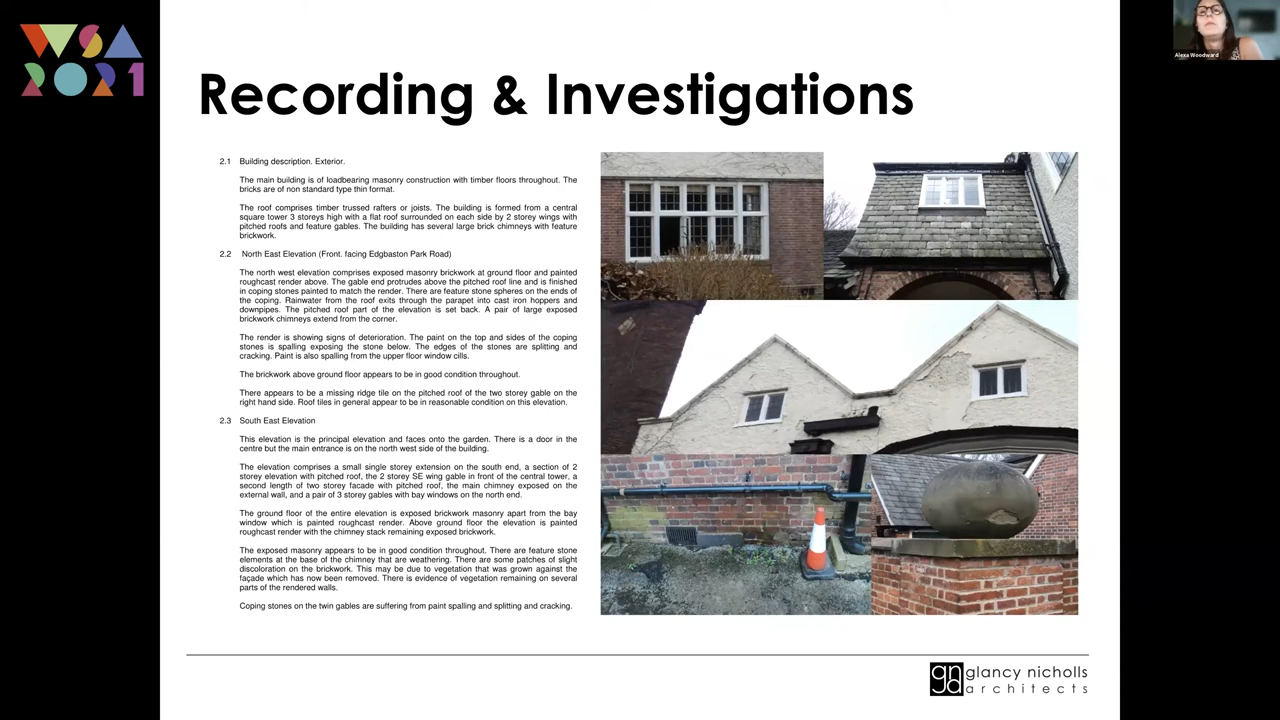 WSA
2021
Alexa Woodward
Recording & Investigations
2.1 Building description. Exterior.
The main building is of loadbearing masonry construction with timber floors throughout. The
bricks are of non standard type thin format.
The roof comprises timber trussed rafters or joists. The building is formed from a central
square tower 3 storeys high with a flat roof surrounded on each side by 2 storey wings with
pitched roofs and feature gables. The building has several large brick chimneys with feature
brickwork.
2.2 North East Elevation (Front. facing Edgbaston Park Road)
The north west elevation comprises exposed masonry brickwork at ground floor and painted
roughcast render above. The gable end protrudes above the pitched roof line and is finished
in coping stones painted to match the render. There are feature stone spheres on the ends of
the coping. Rainwater from the roof exits through the parapet into cast iron hoppers and
downpipes. The pitched roof part of the elevation is set back. A pair of large exposed
brickwork chimneys extend from the corner.
The render is showing signs of deterioration. The paint on the top and sides of the coping
stones is spalling exposing the stone below. The edges of the stones are splitting and
cracking. Paint is also spalling from the upper floor window cills.
The brickwork above ground floor appears to be in good condition throughout.
There appears to be a missing ridge tile on the pitched roof of the two storey gable on the
right hand side. Roof tiles in general appear to be in reasonable condition on this elevation.
2.3 South East Elevation
This elevation is the principal elevation and faces onto the garden. There is a door in the
centre but the main entrance is on the north west side of the building.
The elevation comprises a small single storey extension on the south end, a section of 2
storey elevation with pitched roof, the 2 storey SE wing gable in front of the central tower, a
second length of two storey facade with pitched roof, the main chimney exposed on the
external wall, and a pair of 3 storey gables with bay windows on the north end.
The ground floor of the entire elevation is exposed brickwork masonry apart from the bay
window which is painted roughcast render. Above ground floor the elevation is painted
roughcast render with the chimney stack remaining exposed brickwork.
The exposed masonry appears to be in good condition throughout. There are feature stone
elements at the base of the chimney that are weathering. There are some patches of slight
discoloration on the brickwork. This may be due to vegetation that was grown against the
façade which has now been removed. There is evidence of vegetation remaining on several
parts of the rendered walls.
Coping stones on the twin gables are suffering from paint spalling and splitting and cracking.
gna
glancy nicholls
architects